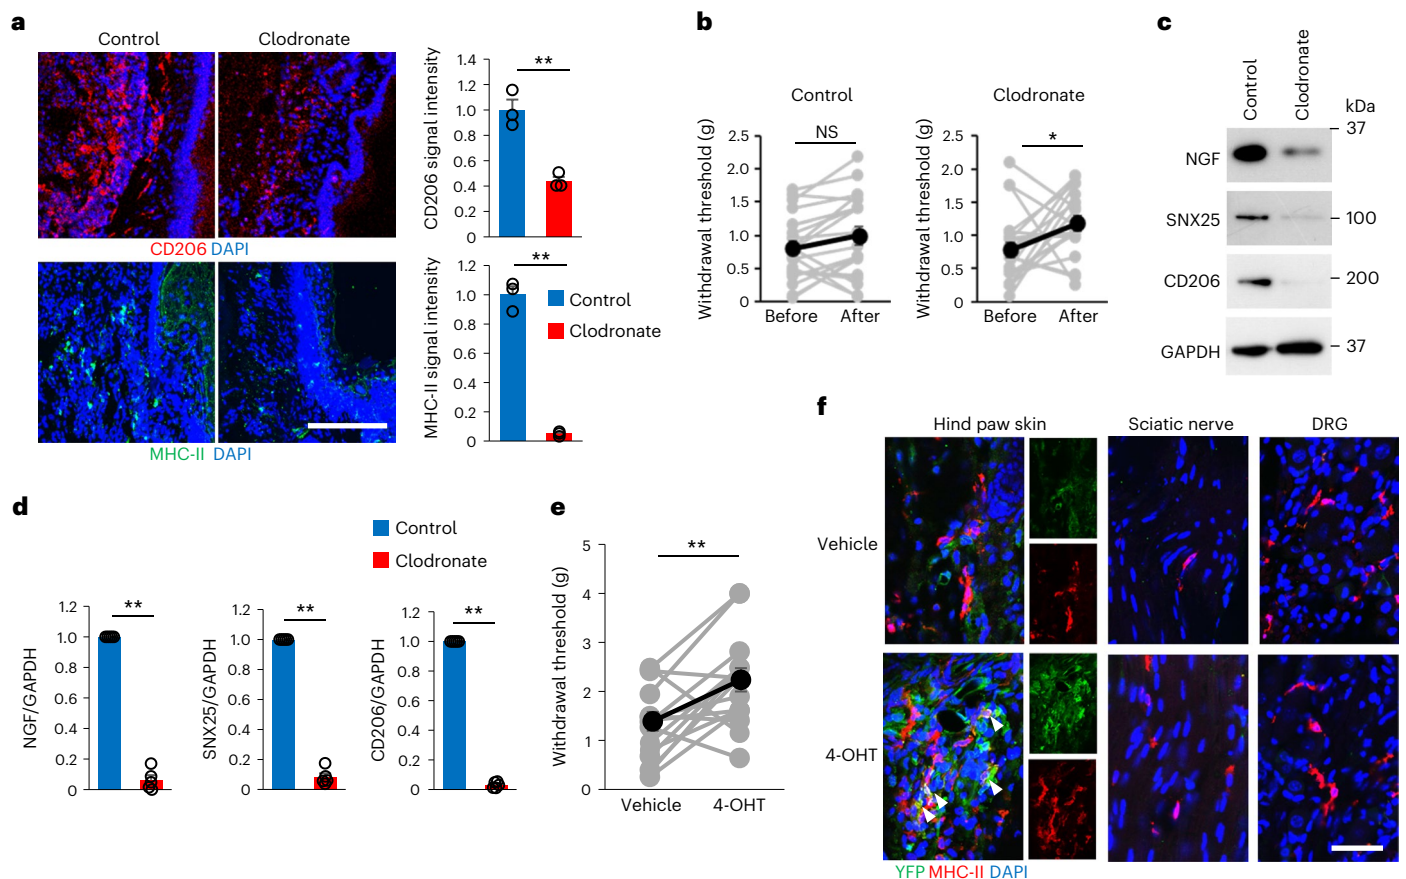 a
Control Clodronate
CD206 DAPI
MHC-II DAPI
CD206 signal intensity
1.4
1.2
1.0
0.8
0.6
0.4
0.2
0
**
MHC-II signal intensity
1.2
1.0
0.8
0.6
0.4
0.2
0
**
Control
Clodronate
b
Control
Withdrawal threshold (g)
2.5
2.0
1.5
1.0
0.5
0
NS
Before After
Clodronate
Withdrawal threshold (g)
2.5
2.0
1.5
1.0
0.5
0
*
Before After
c
Control
Clodronate
kDa
NGF 37
SNX25 100
CD206 200
GAPDH 37
d
Control
Clodronate
NGF/GAPDH
1.2
1.0
0.8
0.6
0.4
0.2
0
**
SNX25/GAPDH
1.2
1.0
0.8
0.6
0.4
0.2
0
**
CD206/GAPDH
1.2
1.0
0.8
0.6
0.4
0.2
0
**
e
Withdrawal threshold (g)
5
4
3
2
1
0
**
Vehicle 4-OHT
f
Hind paw skin Sciatic nerve DRG
Vehicle
4-OHT
YFP MHC-II DAPI